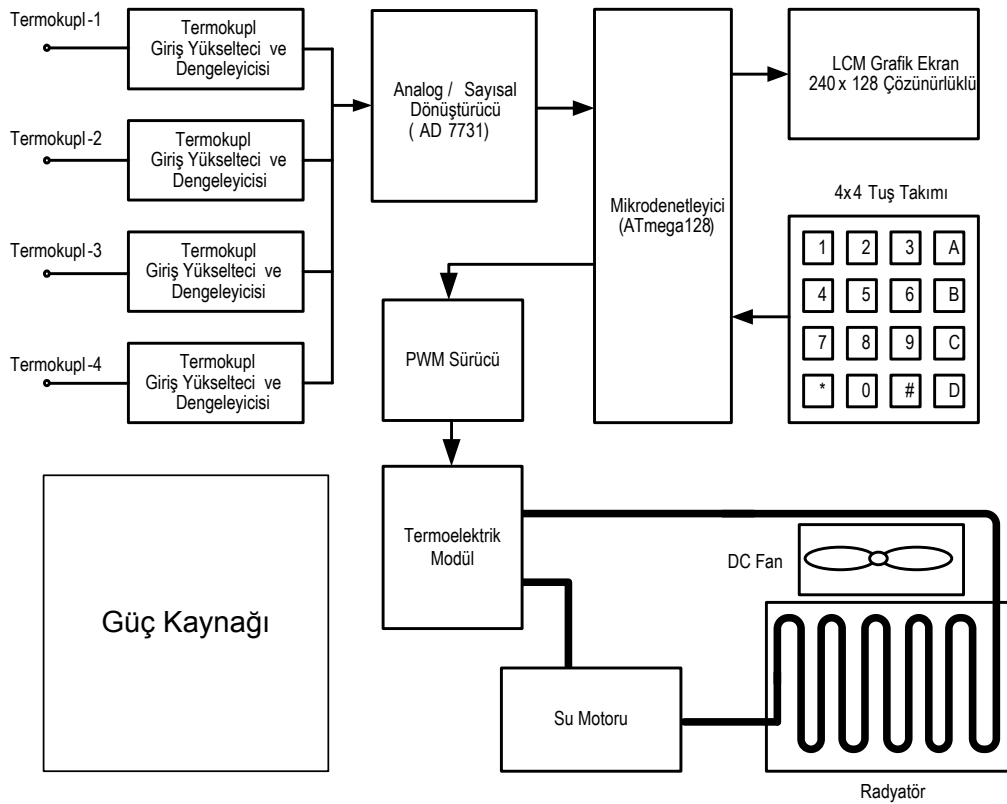 Termokupl-1
Termokupl
Giriş Yükselteci ve
Dengeleyicisi
Termokupl-2
Termokupl
Giriş Yükselteci ve
Dengeleyicisi
Termokupl-3
Termokupl
Giriş Yükselteci ve
Dengeleyicisi
Termokupl-4
Termokupl
Giriş Yükselteci ve
Dengeleyicisi
Analog / Sayısal
Dönüştürücü
( AD 7731)
Mikrodenetleyici
(ATmega128)
LCM Grafik Ekran
240 x 128 Çözünürlüklü
4x4 Tuş Takımı
1 2 3 A
4 5 6 B
7 8 9 C
* 0 # D
PWM Sürücü
Termoelektrik
Modül
DC Fan
Güç Kaynağı
Su Motoru
Radyatör